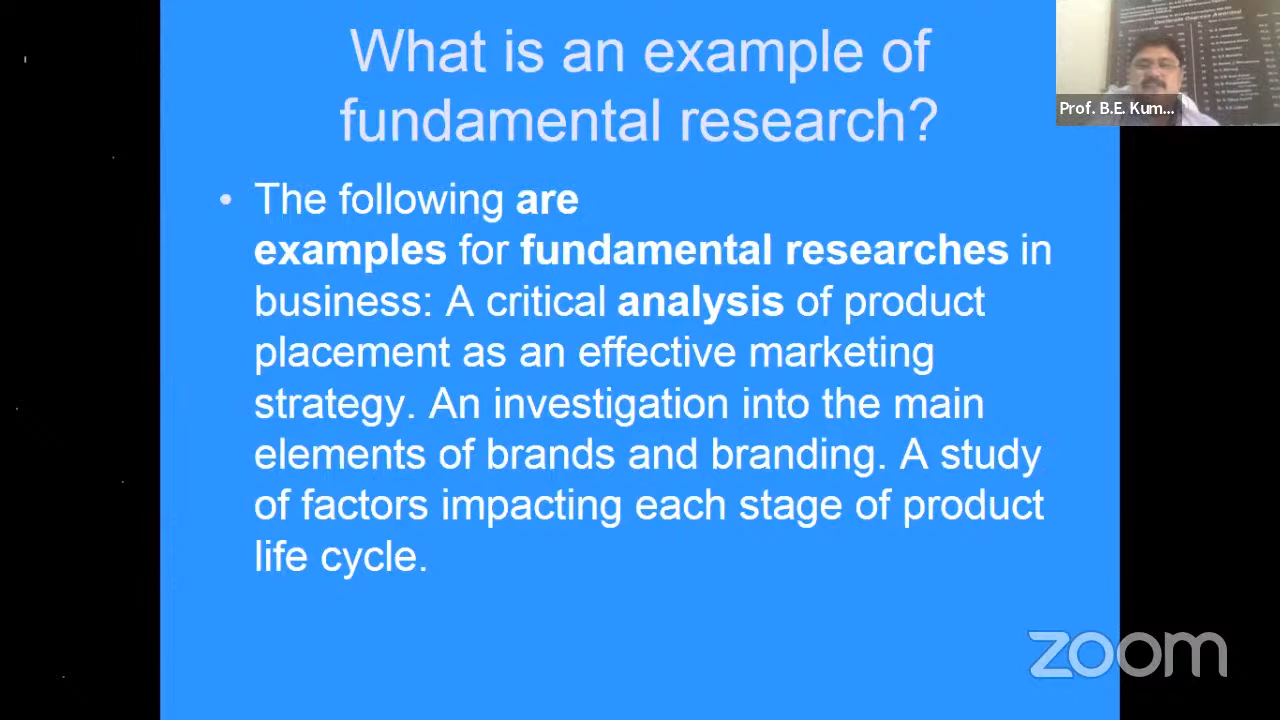 What is an example of
fundamental research?
• The following are
examples for fundamental researches in
business: A critical analysis of product
placement as an effective marketing
strategy. An investigation into the main
elements of brands and branding. A study
of factors impacting each stage of product
life cycle.
Prof. B.E. Kum...
zoom